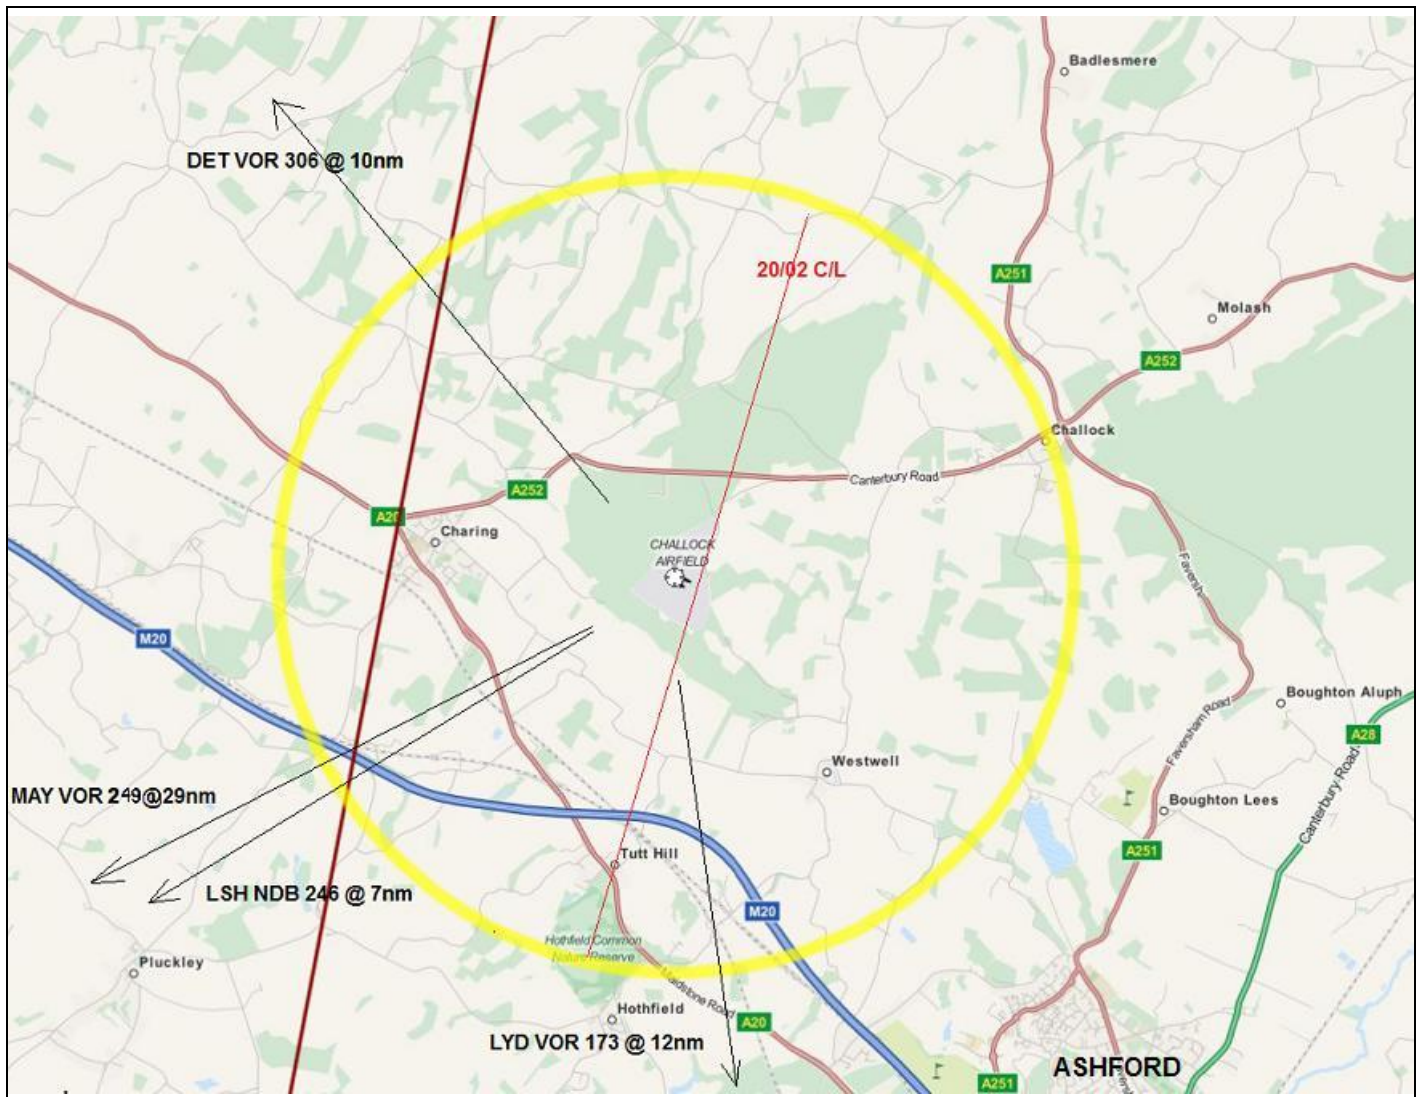 Badlesmere
DET VOR 306 @ 10nm
20/02 C/L
A251
Molash
A252
Challock
Canterbury Road
A252
A20
Charing
CHALLOCK
AIRFIELD
Faversha
M20
Boughton Aluph
Faversham Road
A28
Westwell
MAY VOR 249@29nm
Boughton Lees
Canterbury Road
A251
Tutt Hill
LSH NDB 246 @ 7nm
M20
Hothfield Common
Nature Reserve
Pluckley
Maidstone Road
Hothfield
A20
LYD VOR 173 @ 12nm
ASHFORD
A251